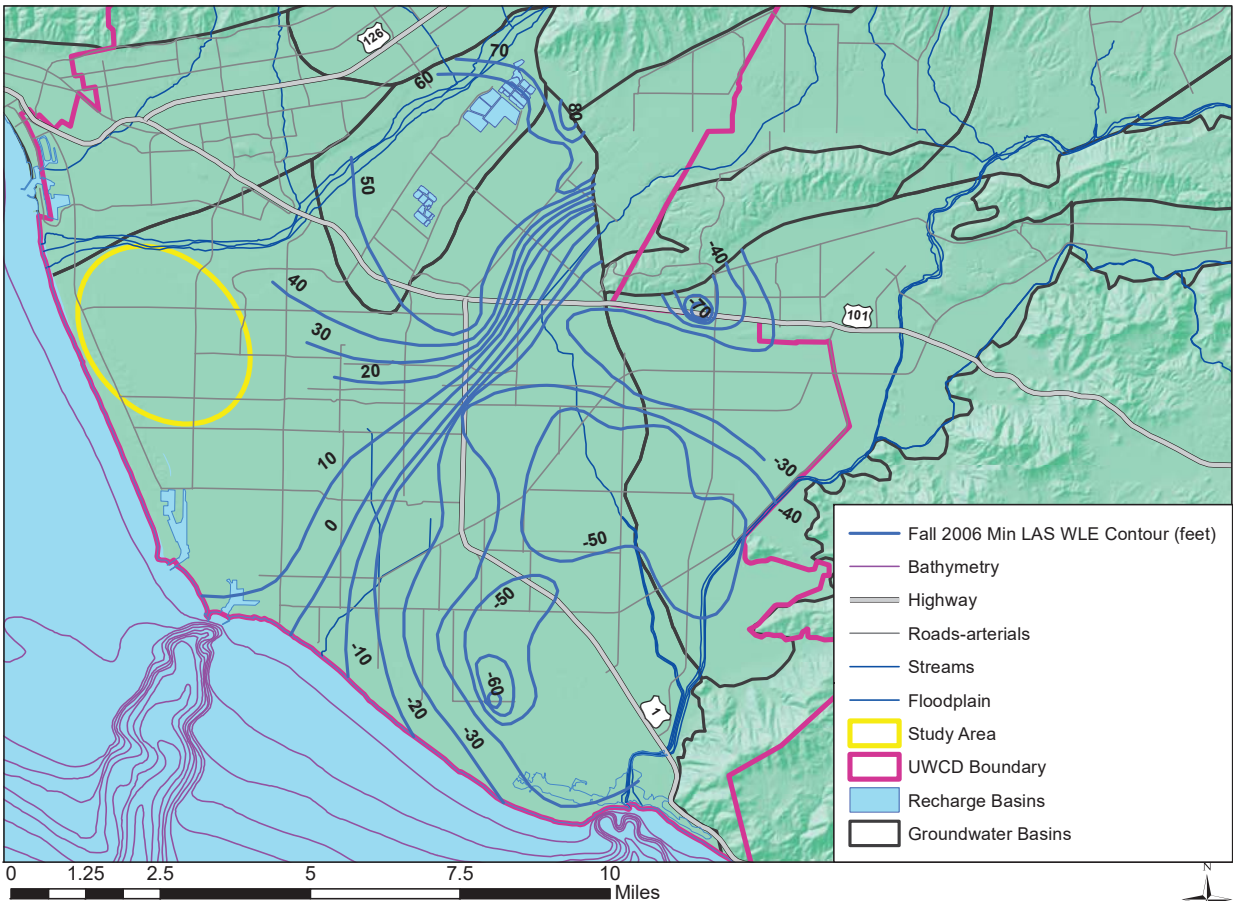 126
70
60
80
50
-40
40
-70
101
30
20
10
-30
0
-40
-50
-50
-10
-60
-20
-30
1
Fall 2006 Min LAS WLE Contour (feet)
Bathymetry
Highway
Roads-arterials
Streams
Floodplain
Study Area
UWCD Boundary
Recharge Basins
Groundwater Basins
0 1.25 2.5 5 7.5 10
Miles
N